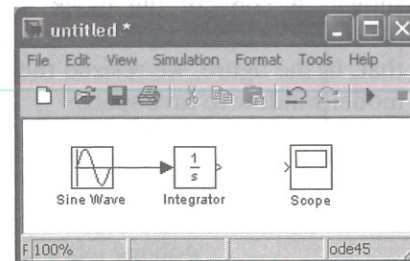 untitled *
File Edit View Simulation Format Tools Help
1
s
Sine Wave Integrator Scope
F 100% ode45